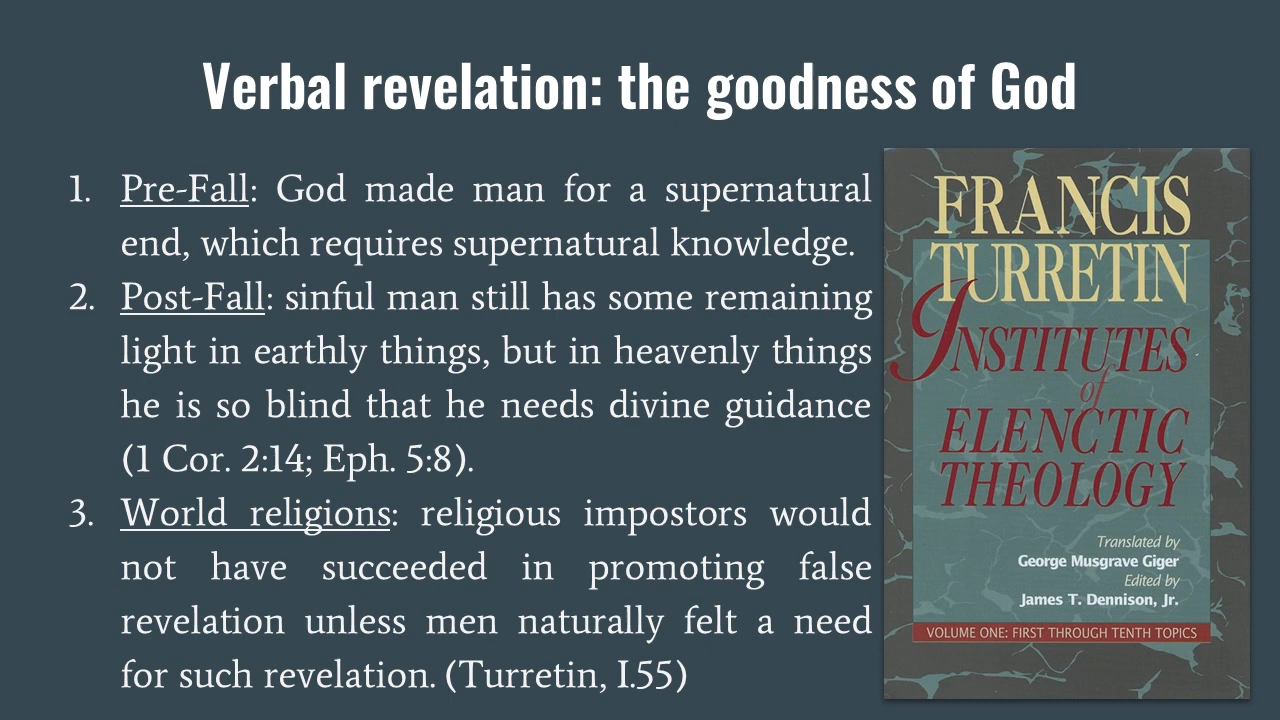 Verbal revelation: the goodness of God
1. Pre-Fall: God made man for a supernatural
end, which requires supernatural knowledge.
2. Post-Fall: sinful man still has some remaining
light in earthly things, but in heavenly things
he is so blind that he needs divine guidance
(1 Cor. 2:14; Eph. 5:8).
3. World religions: religious impostors would
not have succeeded in promoting false
revelation unless men naturally felt a need
for such revelation. (Turretin, I.55)
FRANCIS
TURRETIN
INSTITUTES
of
ELENCTIC
THEOLOGY
Translated by
George Musgrave Giger
Edited by
James T. Dennison, Jr.
VOLUME ONE: FIRST THROUGH TENTH TOPICS